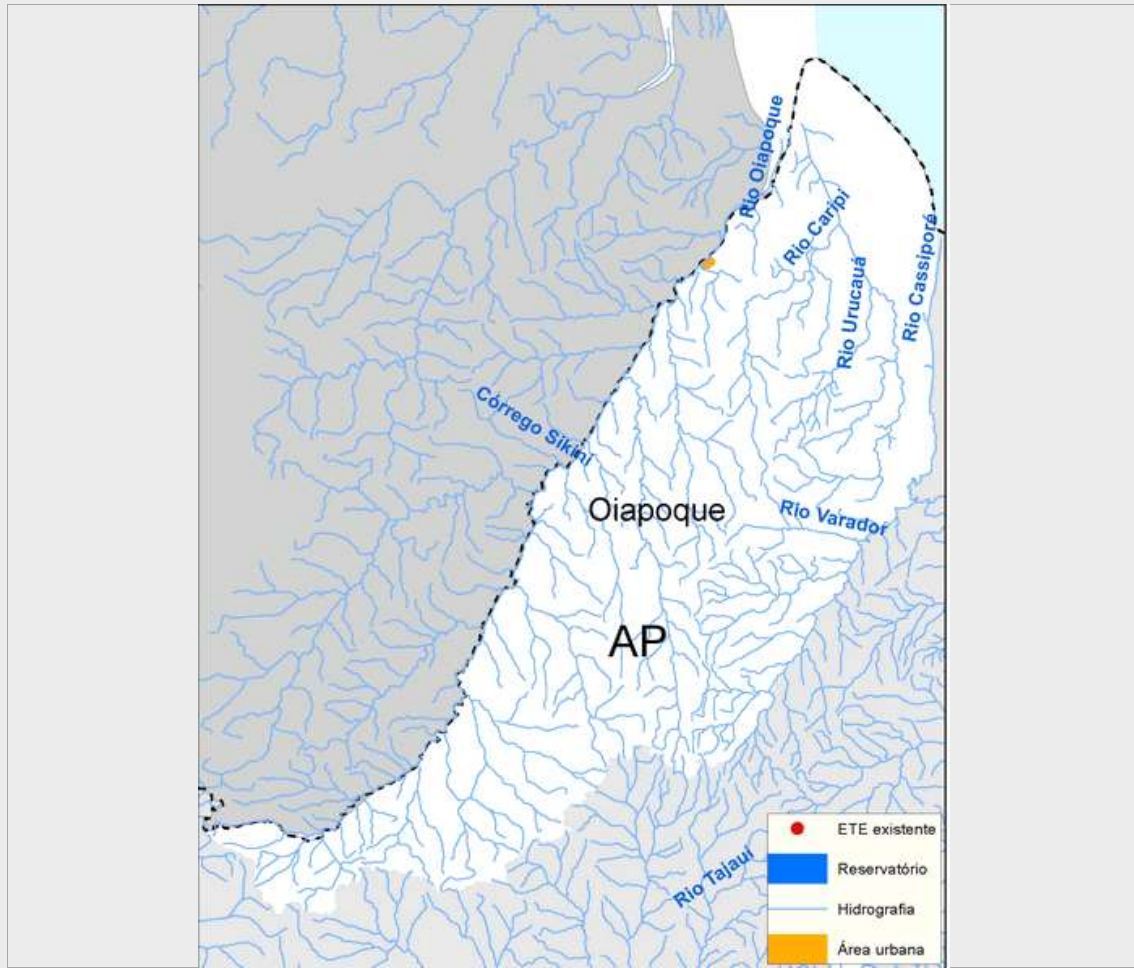 Rio Oiapoque
Rio Caripi
Rio Urucauá
Rio Cassiporé
Córrego Sikini
Oiapoque
Rio Varador
AP
Rio Tajauí
ETE existente
Reservatório
Hidrografia
Área urbana